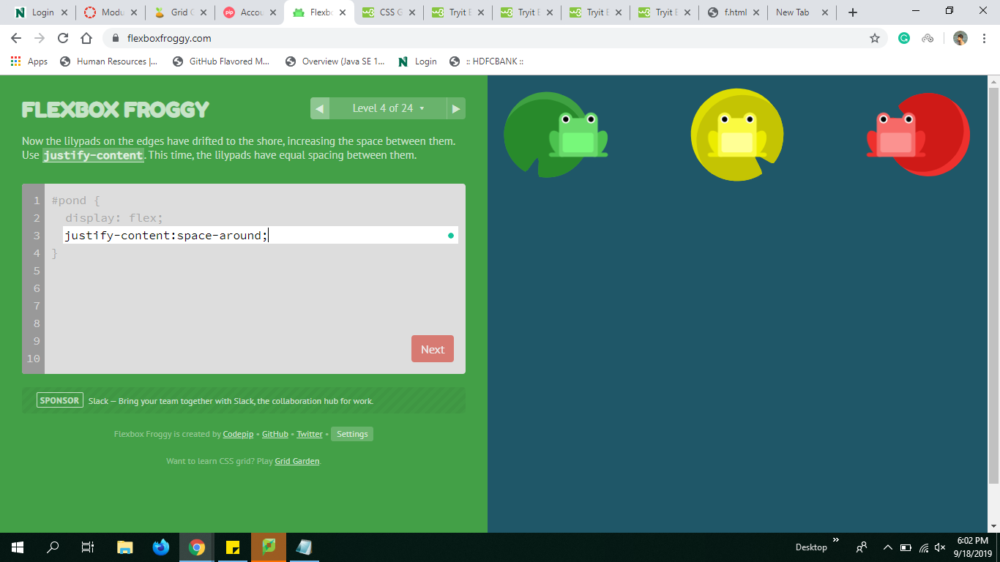 Login
Modu
Grid G
Accou
Flexbo
CSS G
Tryit E
Tryit E
Tryit E
Tryit E
f.html
New Tab
flexboxfroggy.com
Apps
Human Resources |...
GitHub Flavored M...
Overview (Java SE 1...
Login
:: HDFCBANK ::
FLEXBOX FROGGY
◀ Level 4 of 24 ▾ ▶
Now the lilypads on the edges have drifted to the shore, increasing the space between them.
Use justify-content. This time, the lilypads have equal spacing between them.
1 #pond {
2 display: flex;
3 justify-content:space-around;
4 }
5
6
7
8
9
10
Next
SPONSOR Slack — Bring your team together with Slack, the collaboration hub for work.
Flexbox Froggy is created by Codepip • GitHub • Twitter • Settings
Want to learn CSS grid? Play Grid Garden.
Desktop »
6:02 PM
9/18/2019